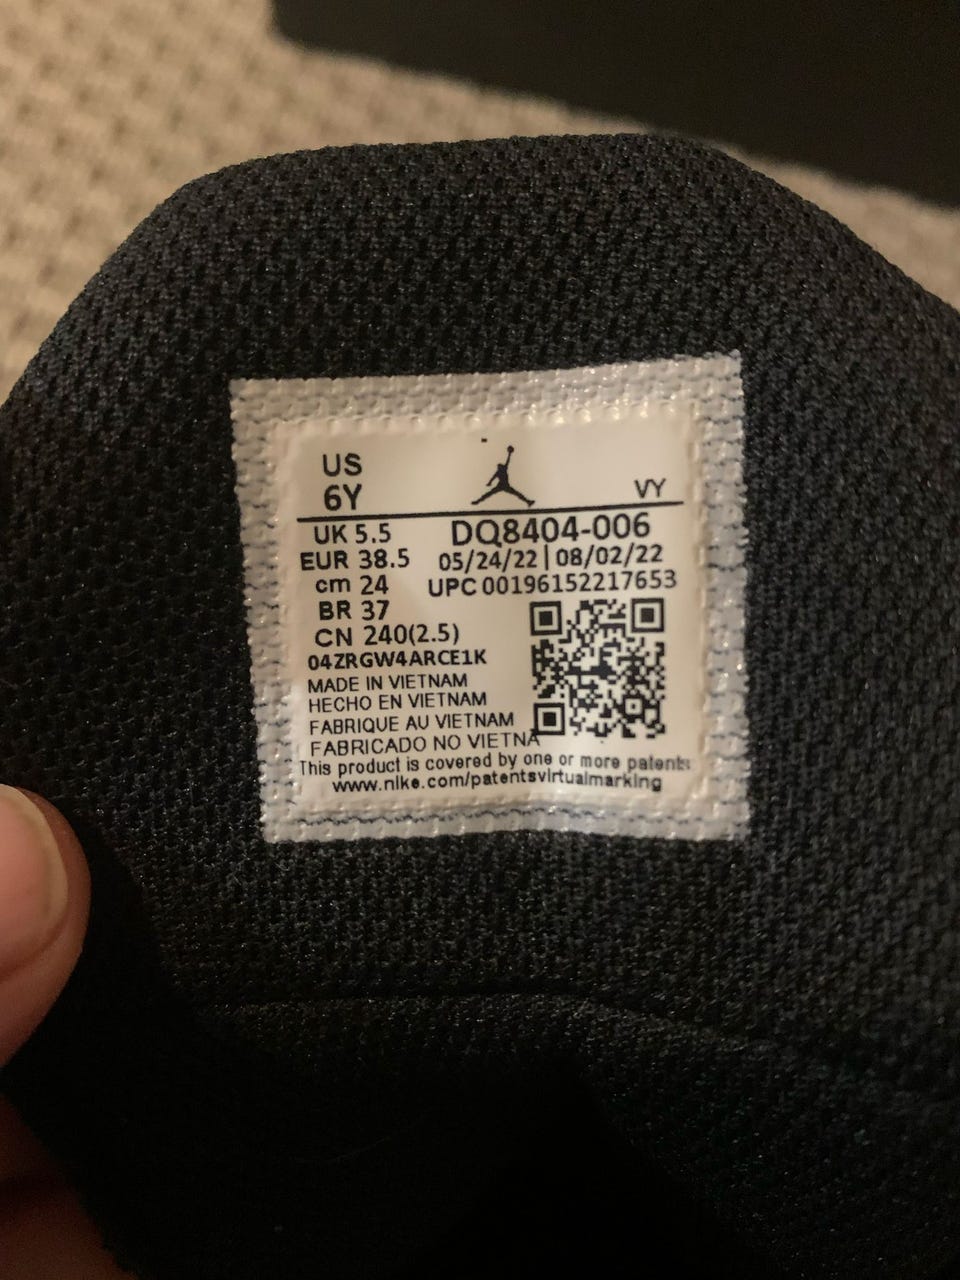 US
6Y
VY
UK 5.5
DQ8404-006
EUR 38.5
05/24/22 | 08/02/22
cm 24
UPC 00196152217653
BR 37
CN 240(2.5)
04ZRGW4ARCE1K
MADE IN VIETNAM
HECHO EN VIETNAM
FABRIQUE AU VIETNAM
FABRICADO NO VIETNA
This product is covered by one or more patents
www.nike.com/patentsvirtualmarking